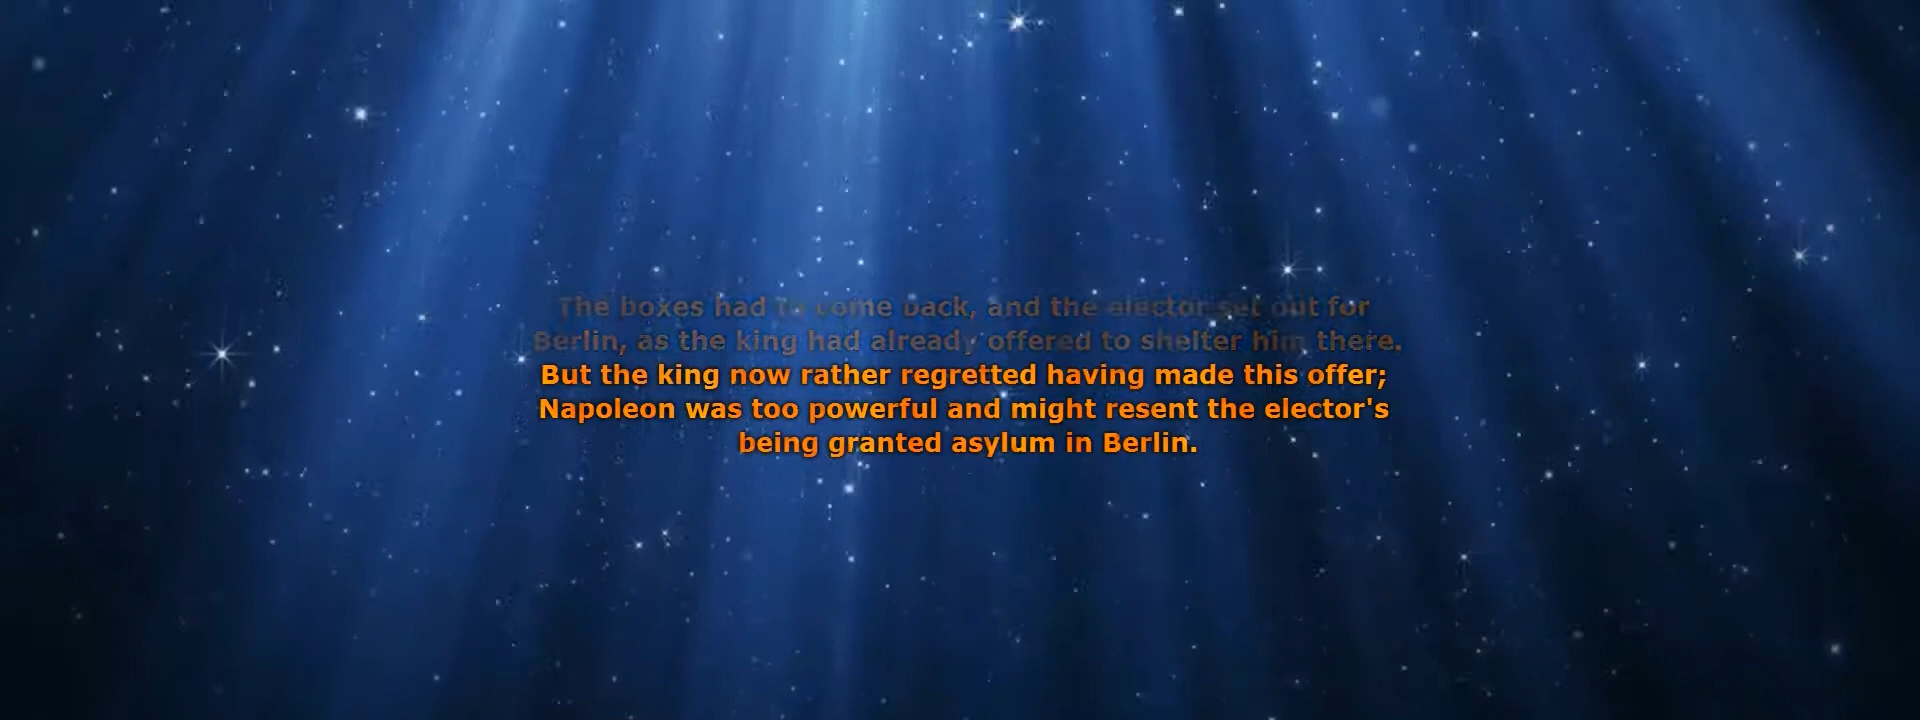 The boxes had to come back, and the elector set out for
Berlin, as the king had already offered to shelter him there.
But the king now rather regretted having made this offer;
Napoleon was too powerful and might resent the elector's
being granted asylum in Berlin.